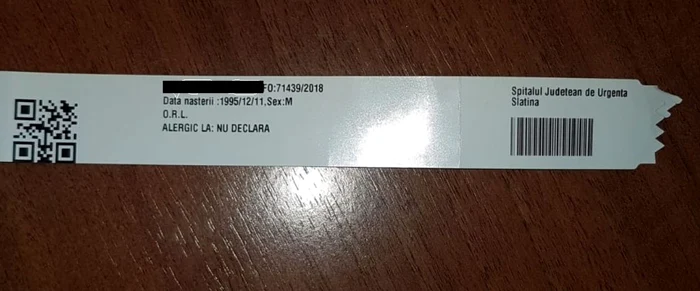 FO:71439/2018
Data nasterii :1995/12/11,Sex:M
O.R.L.
ALERGIC LA: NU DECLARA
Spitalul Judetean de Urgenta
Slatina